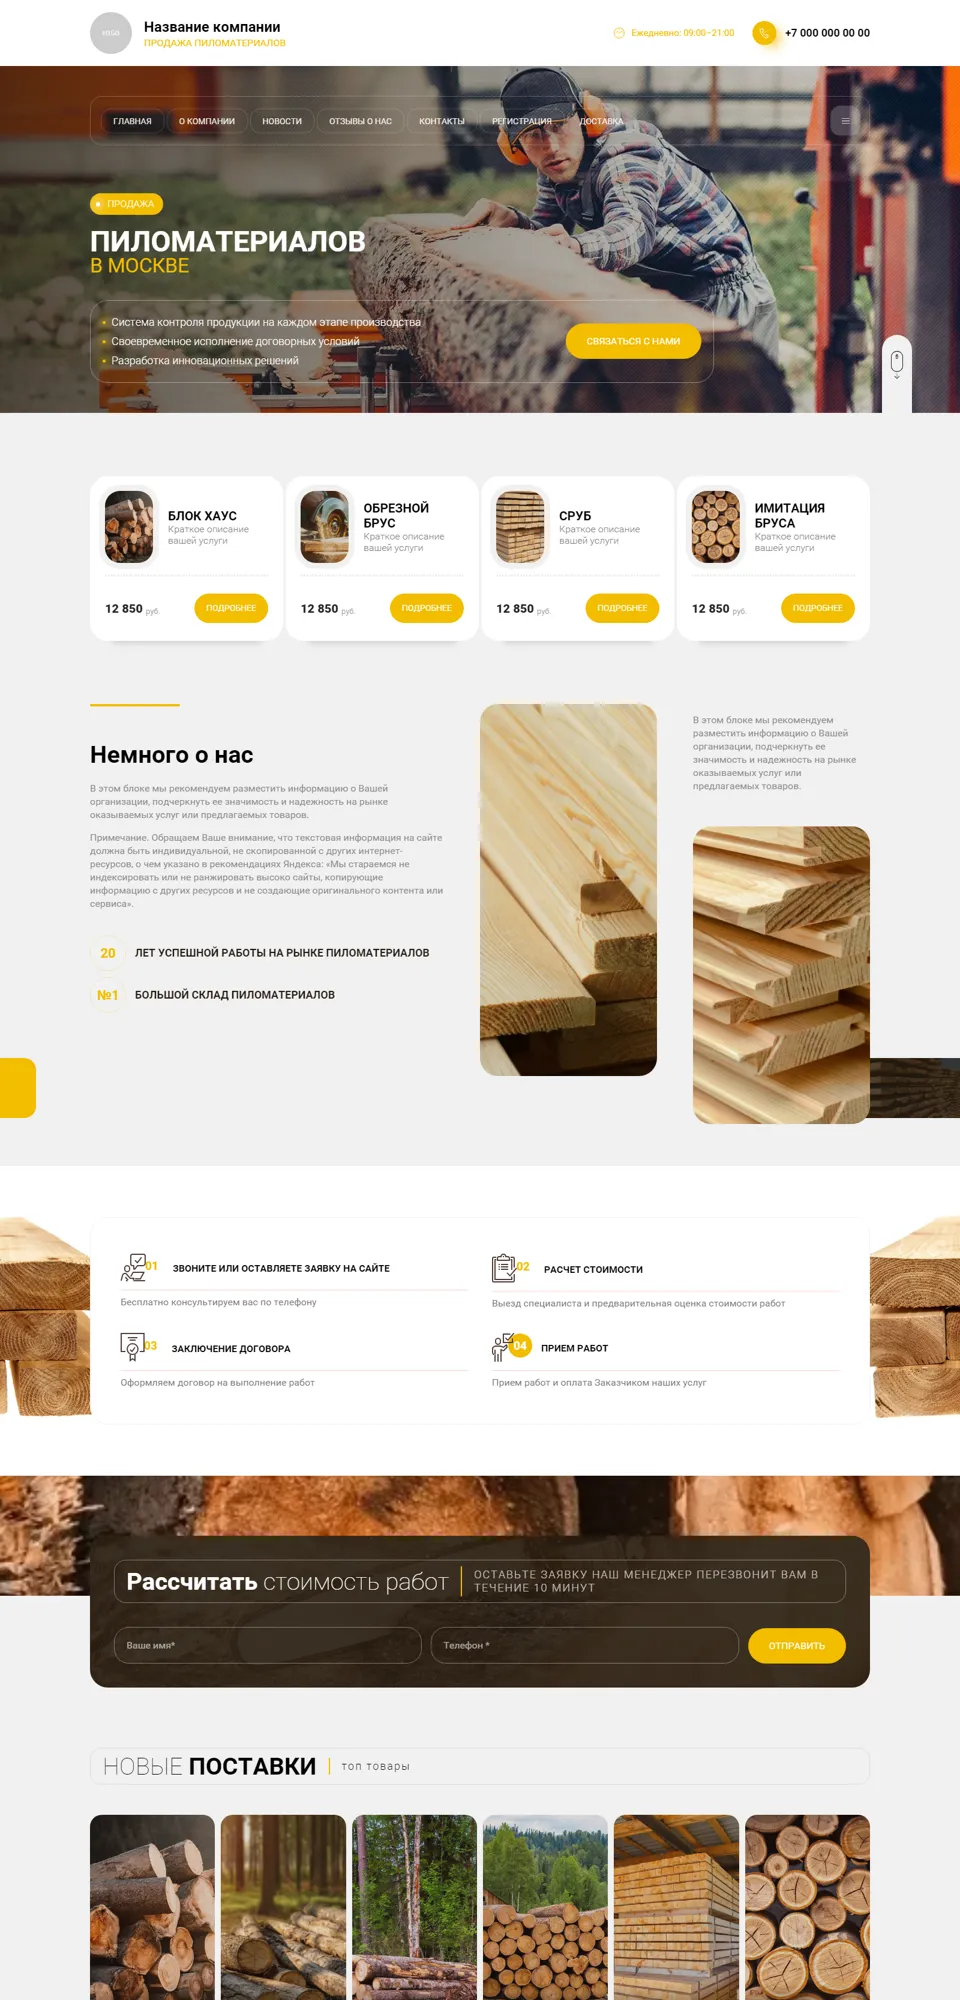 Название компании
ПРОДАЖА ПИЛОМАТЕРИАЛОВ
Ежедневно: 09:00–21:00
+7 000 000 00 00
ГЛАВНАЯ
О КОМПАНИИ
НОВОСТИ
ОТЗЫВЫ О НАС
КОНТАКТЫ
РЕГИСТРАЦИЯ
ДОСТАВКА
ПРОДАЖА
ПИЛОМАТЕРИАЛОВ
В МОСКВЕ
Система контроля продукции на каждом этапе производства
Своевременное исполнение договорных условий
Разработка инновационных решений
СВЯЗАТЬСЯ С НАМИ
БЛОК ХАУС
Краткое описание
вашей услуги
12 850 руб.
ПОДРОБНЕЕ
ОБРЕЗНОЙ
БРУС
Краткое описание
вашей услуги
12 850 руб.
ПОДРОБНЕЕ
СРУБ
Краткое описание
вашей услуги
12 850 руб.
ПОДРОБНЕЕ
ИМИТАЦИЯ
БРУСА
Краткое описание
вашей услуги
12 850 руб.
ПОДРОБНЕЕ
Немного о нас
В этом блоке мы рекомендуем разместить информацию о Вашей
организации, подчеркнуть ее значимость и надежность на рынке
оказываемых услуг или предлагаемых товаров.
Примечание. Обращаем Ваше внимание, что текстовая информация на сайте
должна быть индивидуальной, не скопированной с других интернет-
ресурсов, о чем указано в рекомендациях Яндекса: «Мы стараемся не
индексировать или не ранжировать высоко сайты, копирующие
информацию с других ресурсов и не создающие оригинального контента или
сервиса».
20
ЛЕТ УСПЕШНОЙ РАБОТЫ НА РЫНКЕ ПИЛОМАТЕРИАЛОВ
№1
БОЛЬШОЙ СКЛАД ПИЛОМАТЕРИАЛОВ
В этом блоке мы рекомендуем
разместить информацию о Вашей
организации, подчеркнуть ее
значимость и надежность на рынке
оказываемых услуг или
предлагаемых товаров.
01
ЗВОНИТЕ ИЛИ ОСТАВЛЯЕТЕ ЗАЯВКУ НА САЙТЕ
Бесплатно консультируем вас по телефону
02
РАСЧЕТ СТОИМОСТИ
Выезд специалиста и предварительная оценка стоимости работ
03
ЗАКЛЮЧЕНИЕ ДОГОВОРА
Оформляем договор на выполнение работ
04
ПРИЕМ РАБОТ
Прием работ и оплата Заказчиком наших услуг
Рассчитать стоимость работ
ОСТАВЬТЕ ЗАЯВКУ НАШ МЕНЕДЖЕР ПЕРЕЗВОНИТ ВАМ В
ТЕЧЕНИЕ 10 МИНУТ
Ваше имя*
Телефон *
ОТПРАВИТЬ
НОВЫЕ ПОСТАВКИ
топ товары